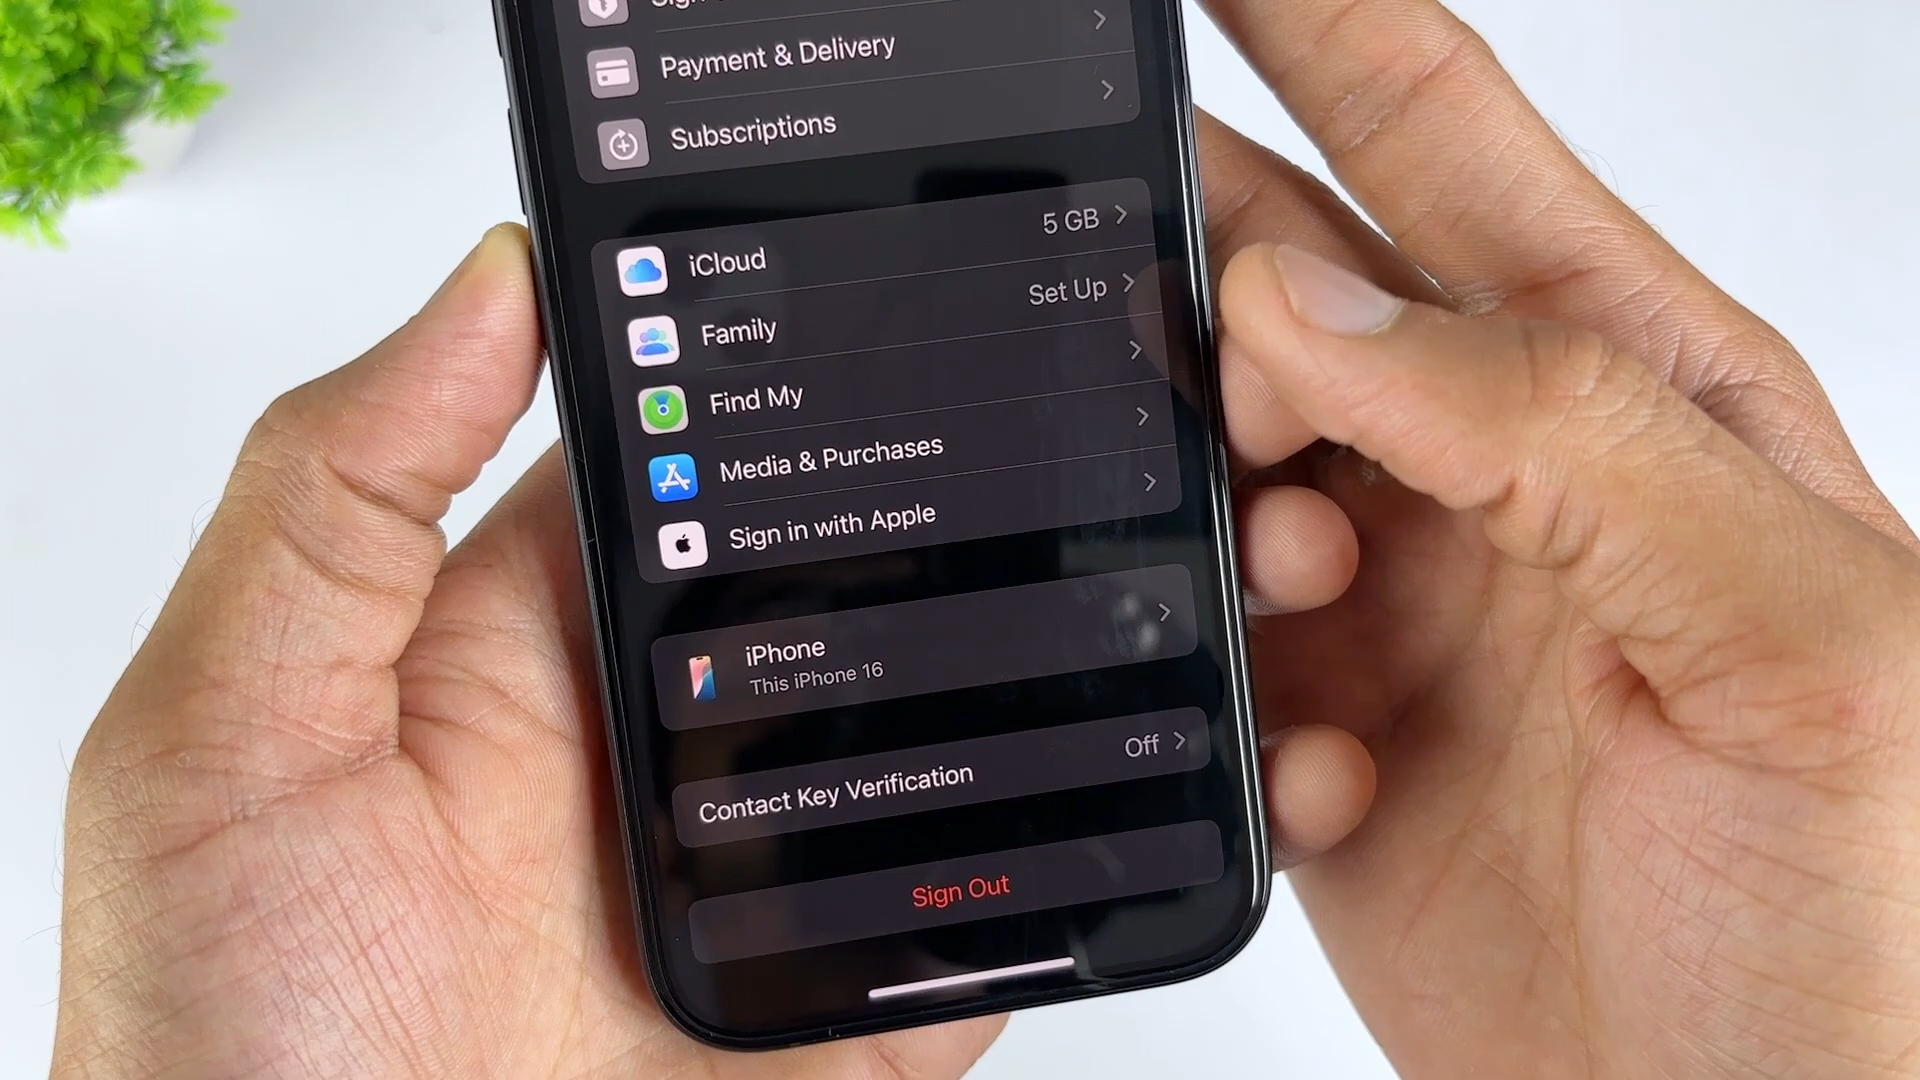 Payment & Delivery
Subscriptions
iCloud 5 GB
Family Set Up
Find My
Media & Purchases
Sign in with Apple
iPhone
This iPhone 16
Contact Key Verification Off
Sign Out